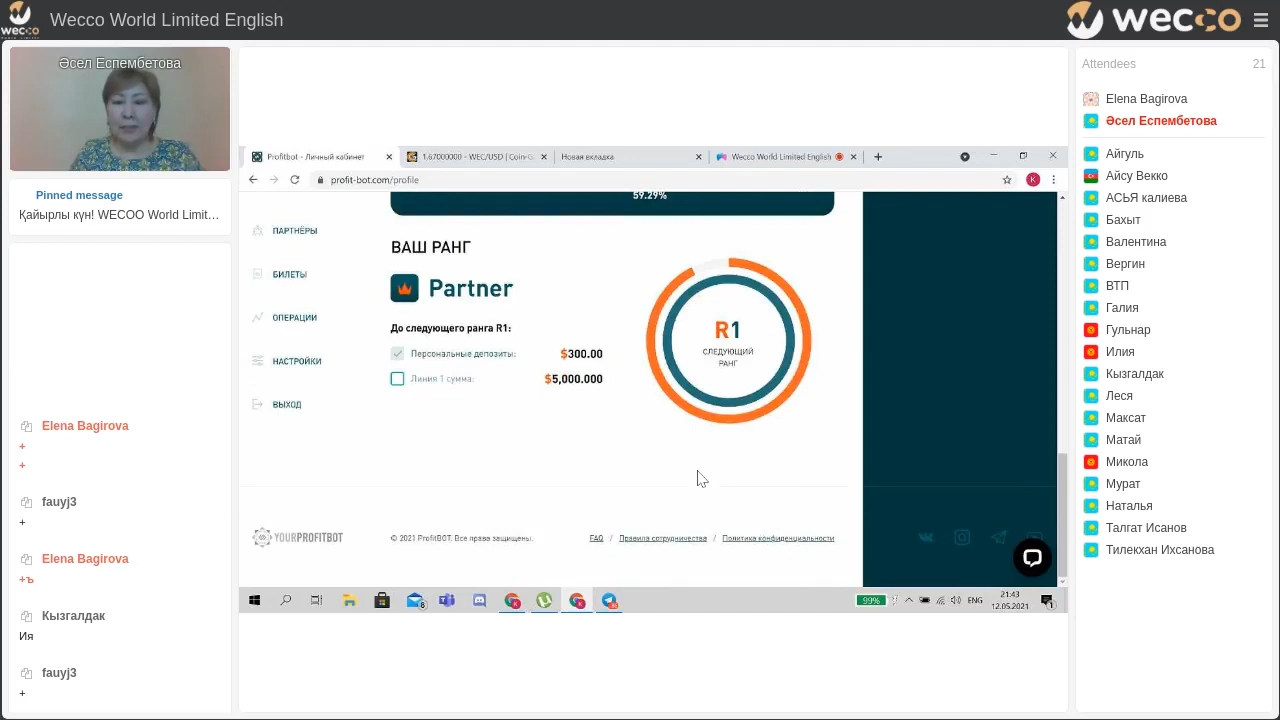 wecco
WORLD LIMITED
Wecco World Limited English
wecco
Әсел Еспембетова
Pinned message
Қайырлы күн! WECOO World Limit…
Elena Bagirova
+
+
fauyj3
+
Elena Bagirova
+ъ
Кызгалдак
Ия
fauyj3
+
Profitbot - Личный кабинет
1.67000000 - WEC/USD | Coin-G
Новая вкладка
Wecco World Limited English
profit-bot.com/profile
K
59.29%
ПАРТНЁРЫ
БИЛЕТЫ
ОПЕРАЦИИ
НАСТРОЙКИ
ВЫХОД
ВАШ РАНГ
Partner
До следующего ранга R1:
Персональные депозиты: $300.00
Линия 1 сумма: $5,000.000
R1
СЛЕДУЮЩИЙ
РАНГ
YOURPROFITBOT
© 2021 ProfitBOT. Все права защищены.
FAQ / Правила сотрудничества / Политика конфиденциальности
8
99%
ENG
21:43
12.05.2021
1
Attendees 21
Elena Bagirova
Әсел Еспембетова
Айгуль
Айсу Векко
АСЬЯ калиева
Бахыт
Валентина
Вергин
ВТП
Галия
Гульнар
Илия
Кызгалдак
Леся
Максат
Матай
Микола
Мурат
Наталья
Талгат Исанов
Тилекхан Ихсанова